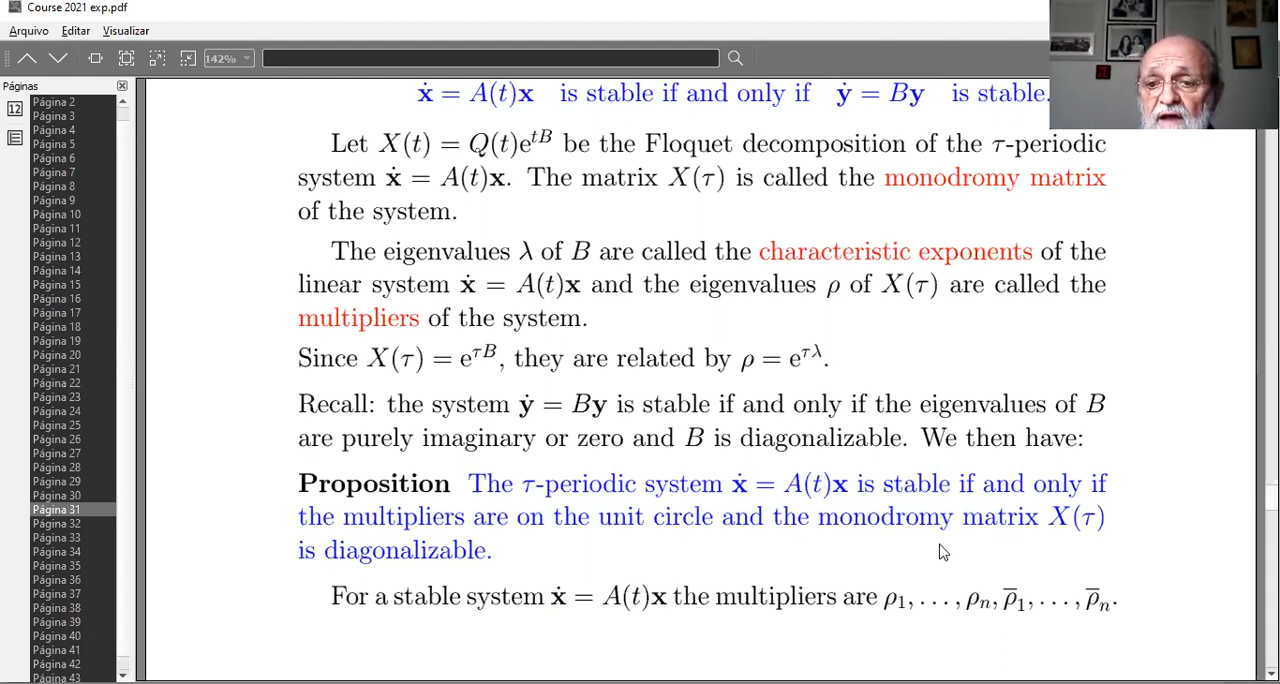 Course 2021 exp.pdf
Arquivo Editar Visualizar
142%
Páginas
Página 2
Página 3
Página 4
Página 5
Página 6
Página 7
Página 8
Página 9
Página 10
Página 11
Página 12
Página 13
Página 14
Página 15
Página 16
Página 17
Página 18
Página 19
Página 20
Página 21
Página 22
Página 23
Página 24
Página 25
Página 26
Página 27
Página 28
Página 29
Página 30
Página 31
Página 32
Página 33
Página 34
Página 35
Página 36
Página 37
Página 38
Página 39
Página 40
Página 41
Página 42
Página 43
ẋ = A(t)x is stable if and only if ẏ = By is stable.
Let X(t) = Q(t)e^{tB} be the Floquet decomposition of the τ-periodic
system ẋ = A(t)x. The matrix X(τ) is called the monodromy matrix
of the system.
The eigenvalues λ of B are called the characteristic exponents of the
linear system ẋ = A(t)x and the eigenvalues ρ of X(τ) are called the
multipliers of the system.
Since X(τ) = e^{τB}, they are related by ρ = e^{τλ}.
Recall: the system ẏ = By is stable if and only if the eigenvalues of B
are purely imaginary or zero and B is diagonalizable. We then have:
Proposition The τ-periodic system ẋ = A(t)x is stable if and only if
the multipliers are on the unit circle and the monodromy matrix X(τ)
is diagonalizable.
For a stable system ẋ = A(t)x the multipliers are ρ₁, . . . , ρₙ, ρ̅₁, . . . , ρ̅ₙ.